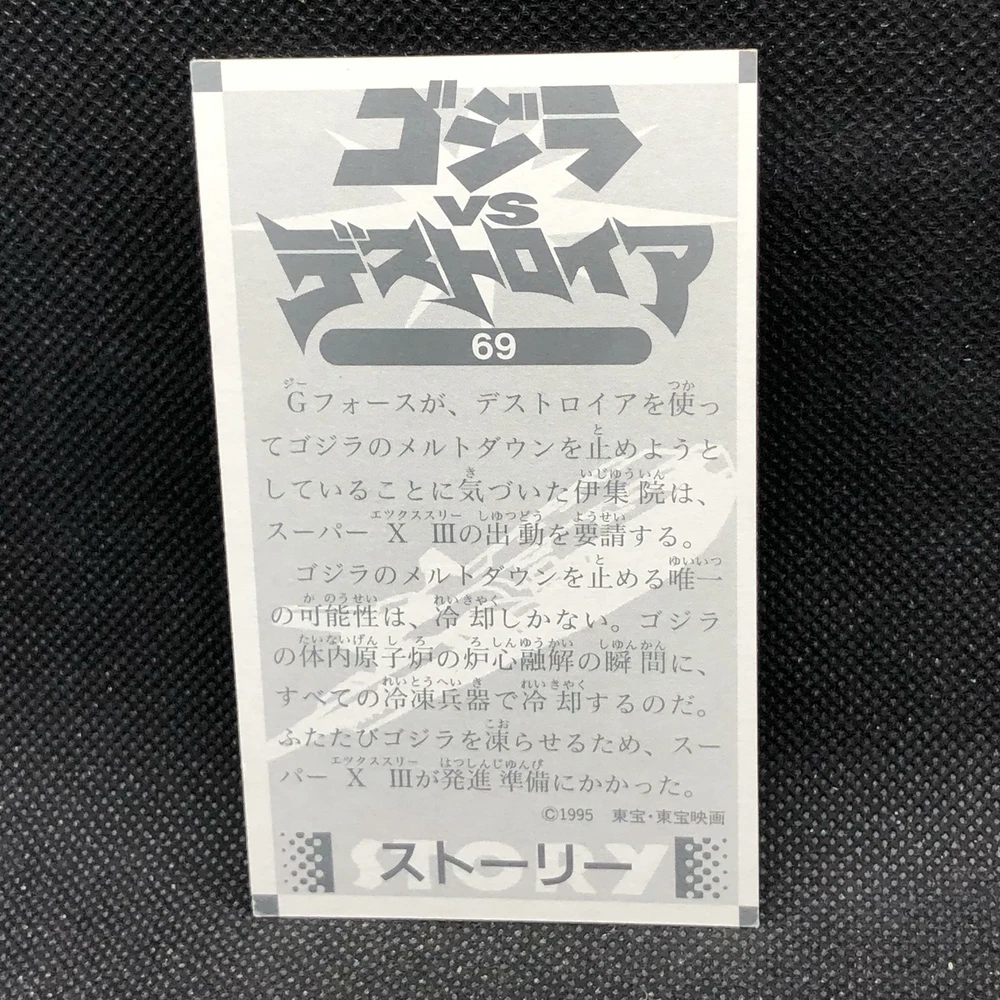 ゴジラ
VS
デストロイア
69
Gフォースが、デストロイアを使っ
てゴジラのメルトダウンを止めようと
していることに気づいた伊集院は、
スーパーX Ⅲの出動を要請する。
ゴジラのメルトダウンを止める唯一
の可能性は、冷却しかない。ゴジラ
の体内原子炉の炉心融解の瞬間に、
すべての冷凍兵器で冷却するのだ。
ふたたびゴジラを凍らせるため、スー
パーX Ⅲが発進準備にかかった。
©1995 東宝・東宝映画
STORY
ストーリー